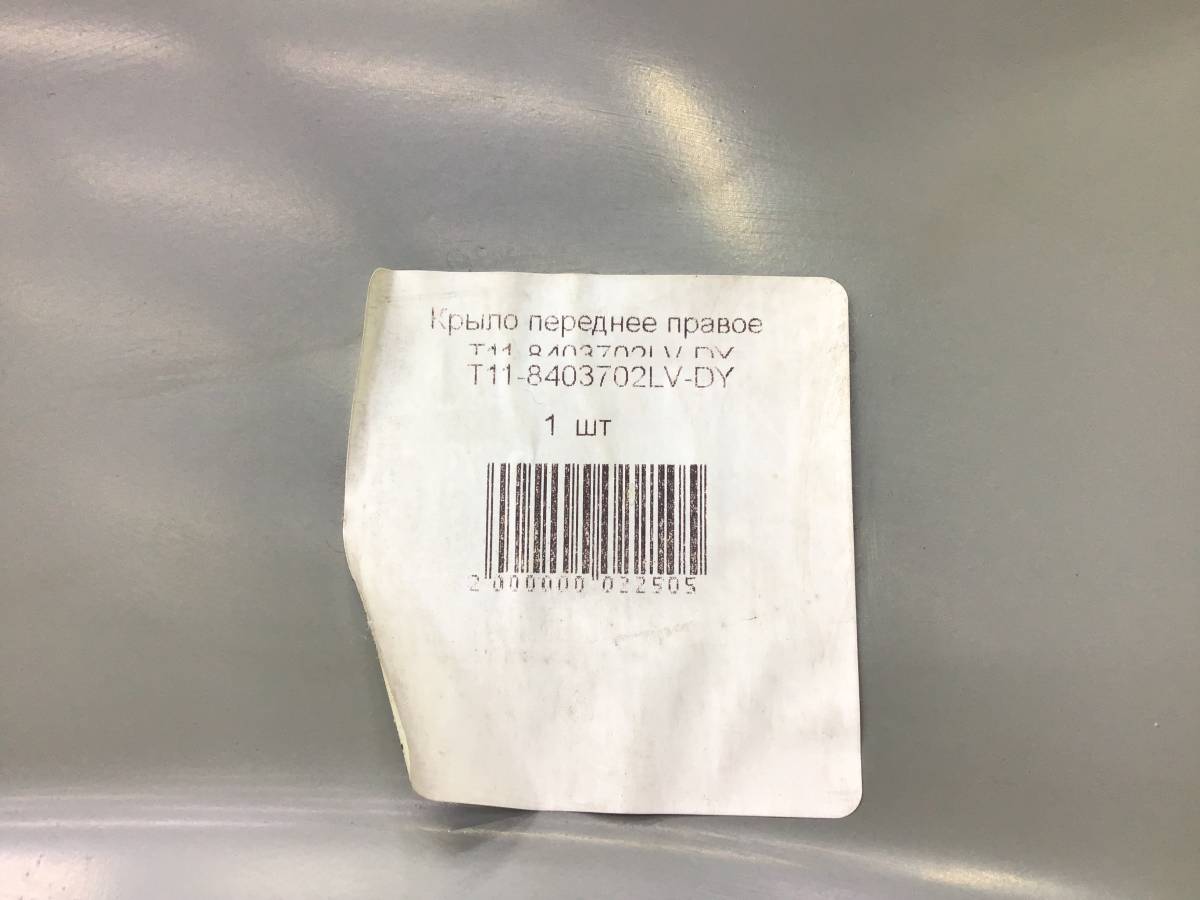 Крыло переднее правое
T11-8403702LV-DY
T11-8403702LV-DY
1 шт
2 000000 022505